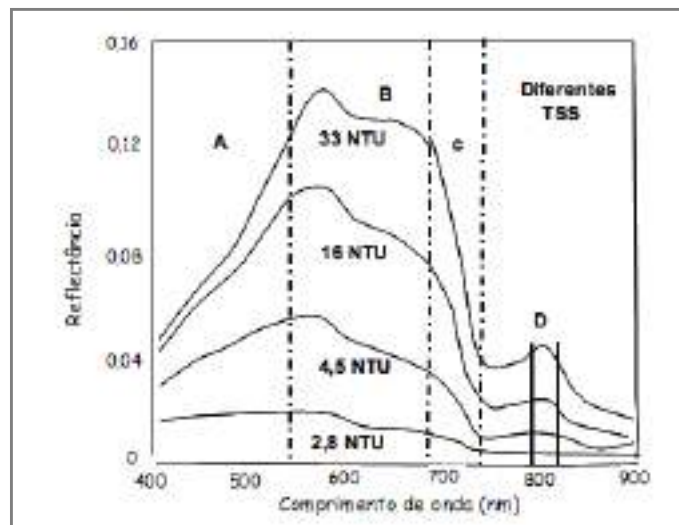 0,16
0,12
0,08
0,04
0
Reflectância
A
B
c
D
Diferentes
TSS
33 NTU
16 NTU
4,5 NTU
2,8 NTU
400
500
600
700
800
900
Comprimento de onda (nm)